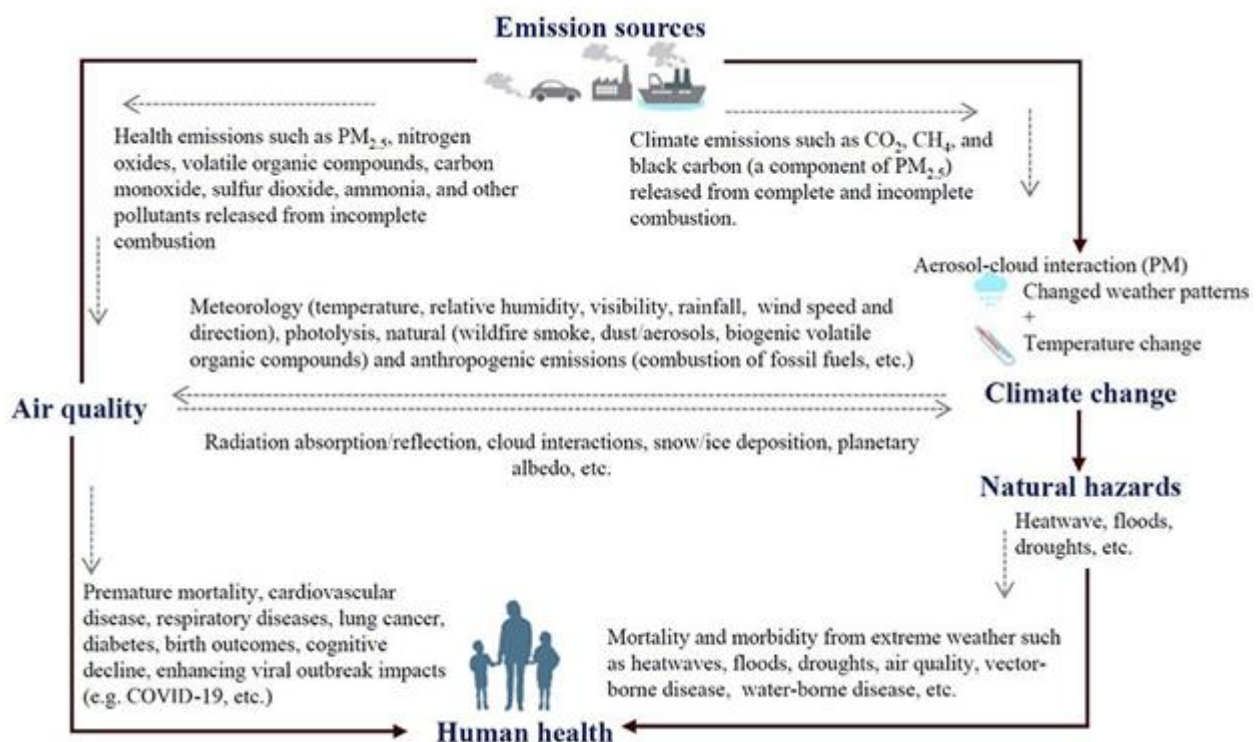 Emission sources
Health emissions such as PM2.5, nitrogen
oxides, volatile organic compounds, carbon
monoxide, sulfur dioxide, ammonia, and other
pollutants released from incomplete
combustion
Climate emissions such as CO2, CH4, and
black carbon (a component of PM2.5)
released from complete and incomplete
combustion.
Aerosol-cloud interaction (PM)
Changed weather patterns
+
Temperature change
Meteorology (temperature, relative humidity, visibility, rainfall, wind speed and
direction), photolysis, natural (wildfire smoke, dust/aerosols, biogenic volatile
organic compounds) and anthropogenic emissions (combustion of fossil fuels, etc.)
Air quality
Climate change
Radiation absorption/reflection, cloud interactions, snow/ice deposition, planetary
albedo, etc.
Natural hazards
Heatwave, floods,
droughts, etc.
Premature mortality, cardiovascular
disease, respiratory diseases, lung cancer,
diabetes, birth outcomes, cognitive
decline, enhancing viral outbreak impacts
(e.g. COVID-19, etc.)
Mortality and morbidity from extreme weather such
as heatwaves, floods, droughts, air quality, vector-
borne disease, water-borne disease, etc.
Human health